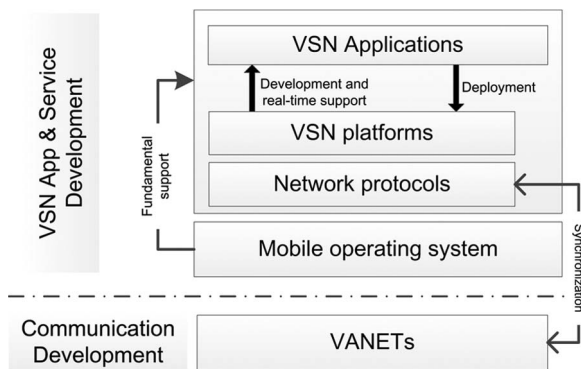 VSN App & Service
Development
Fundamental
support
VSN Applications
Development and
real-time support
Deployment
VSN platforms
Network protocols
Mobile operating system
Synchronization
Communication
Development
VANETs